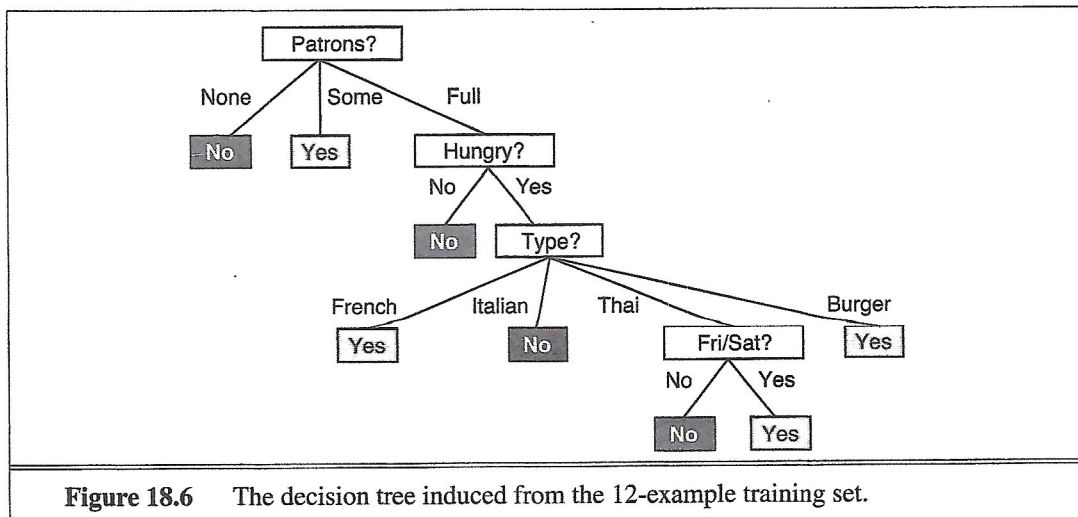 Patrons?
None Some Full
No Yes Hungry?
No Yes
No Type?
French Italian Thai Burger
Yes No Fri/Sat? Yes
No Yes
No Yes
Figure 18.6 The decision tree induced from the 12-example training set.